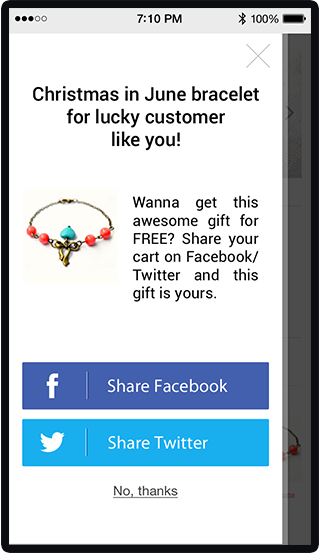 7:10 PM 100%
Christmas in June bracelet
for lucky customer
like you!
Wanna get this
awesome gift for
FREE? Share your
cart on Facebook/
Twitter and this
gift is yours.
f Share Facebook
Share Twitter
No, thanks